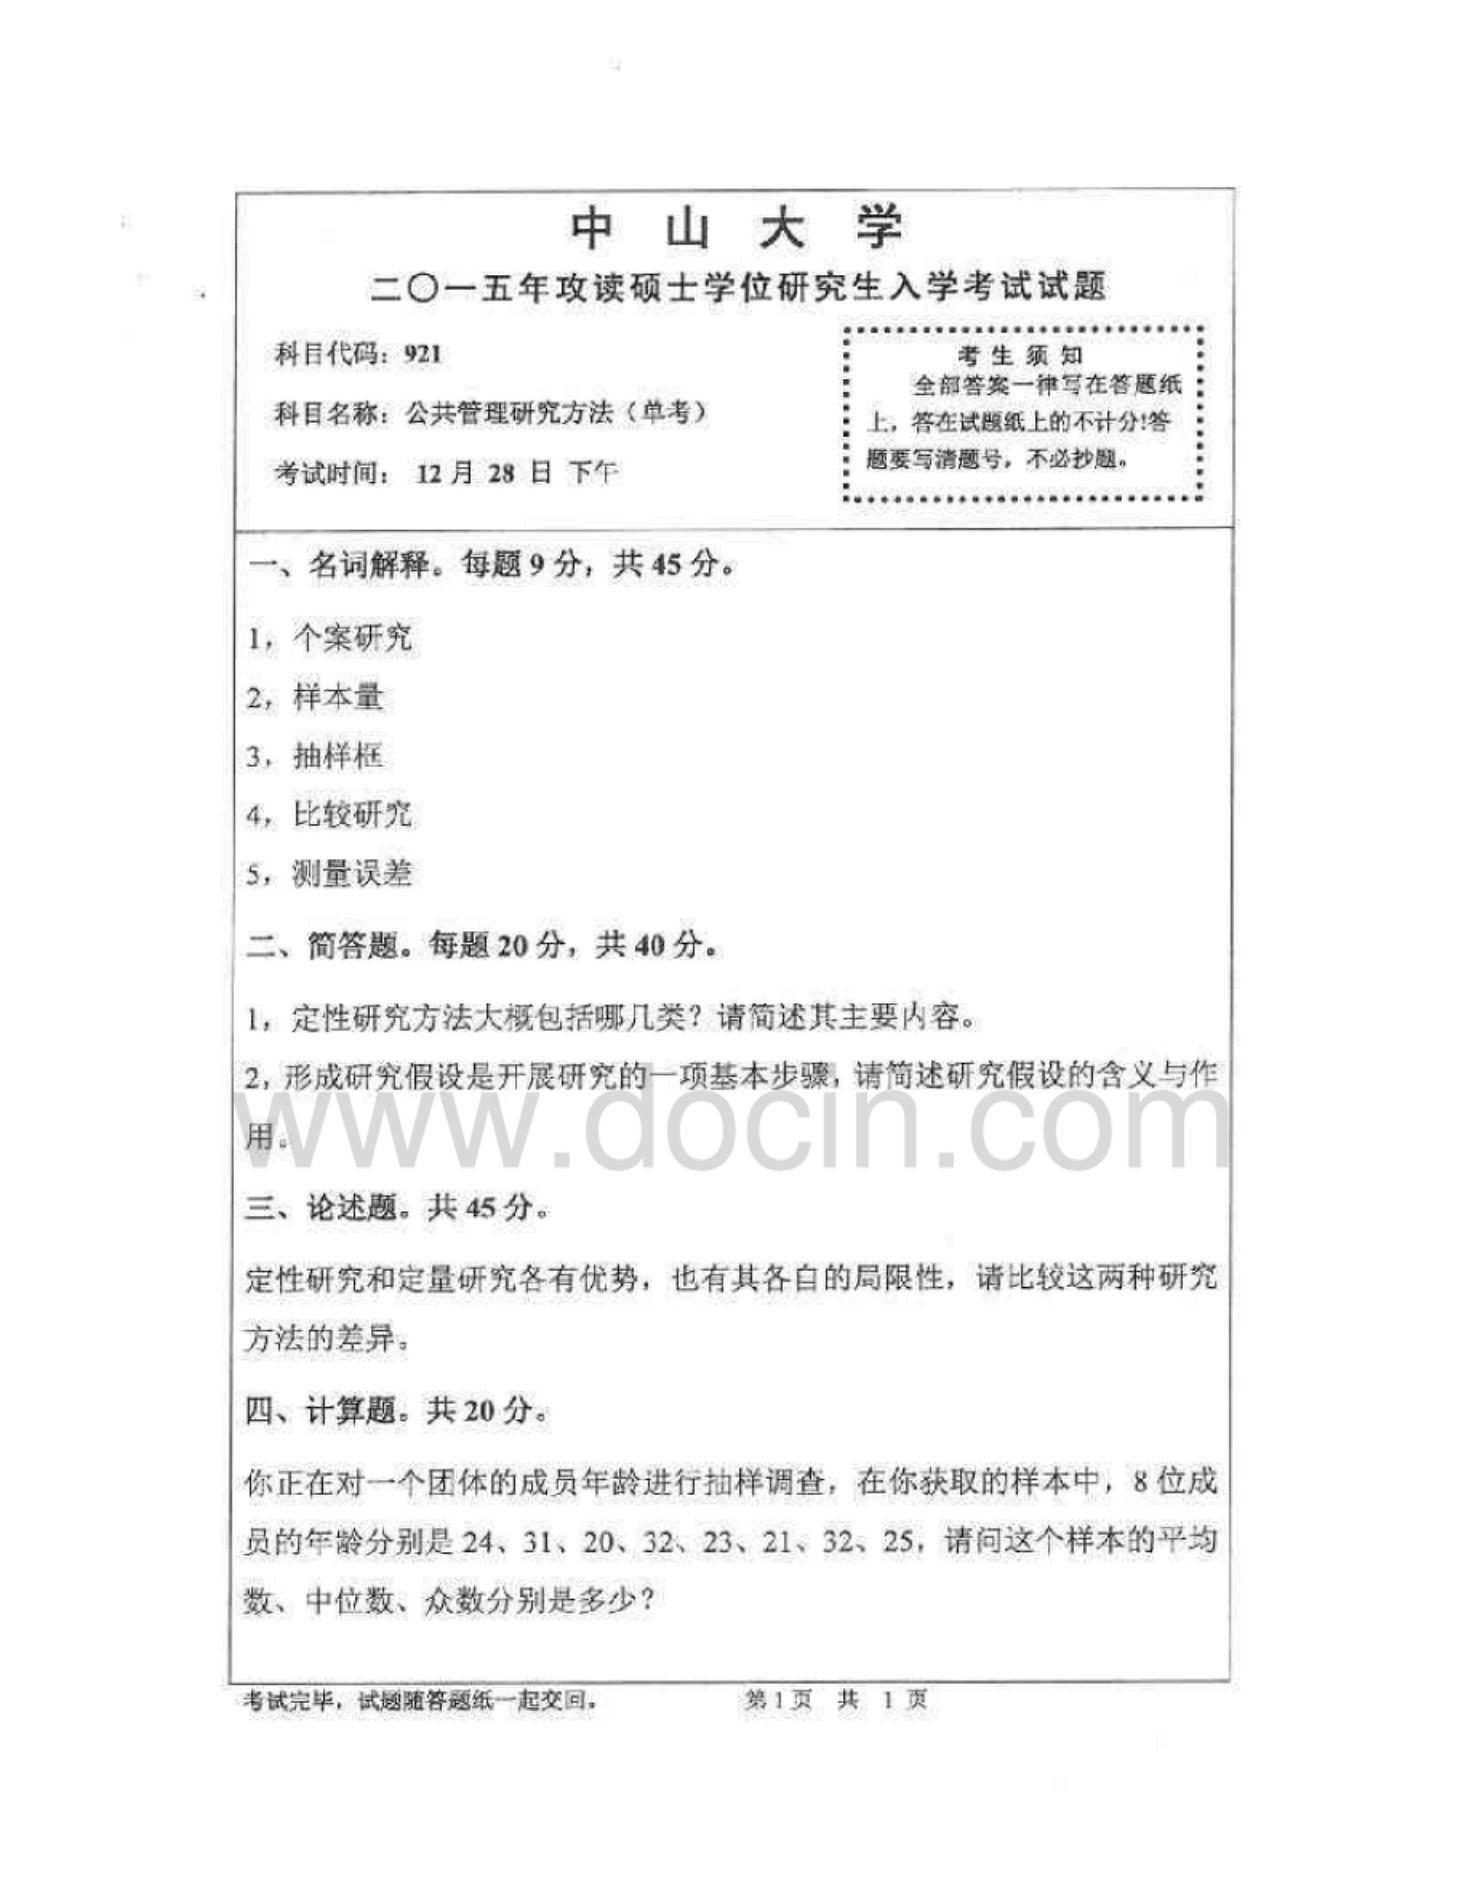 中 山 大 学
二〇一五年攻读硕士学位研究生入学考试试题
科目代码：921
科目名称：公共管理研究方法（单考）
考试时间： 12 月 28 日 下午
考 生 须 知
全部答案一律写在答题纸
上，答在试题纸上的不计分!答
题要写清题号，不必抄题。
一、名词解释。每题 9 分，共 45 分。
1，个案研究
2，样本量
3，抽样框
4，比较研究
5，测量误差
二、简答题。每题 20 分，共 40 分。
1，定性研究方法大概包括哪几类？请简述其主要内容。
2，形成研究假设是开展研究的一项基本步骤，请简述研究假设的含义与作
用。
www.docin.com
三、论述题。共 45 分。
定性研究和定量研究各有优势，也有其各自的局限性，请比较这两种研究
方法的差异。
四、计算题。共 20 分。
你正在对一个团体的成员年龄进行抽样调查，在你获取的样本中，8 位成
员的年龄分别是 24、31、20、32、23、21、32、25，请问这个样本的平均
数、中位数、众数分别是多少？
考试完毕，试题随答题纸一起交回。 第 1 页 共 1 页